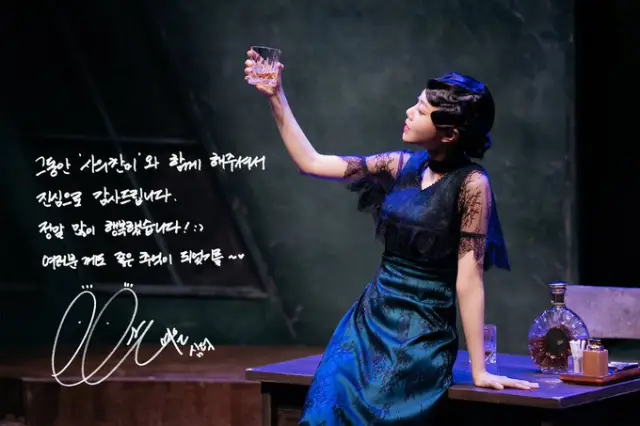 그동안 '사의찬미'와 함께 해주셔서
진심으로 감사드립니다.
정말 많이 행복했습니다! :)
여러분께도 좋은 추억이 되었기를 ~♥